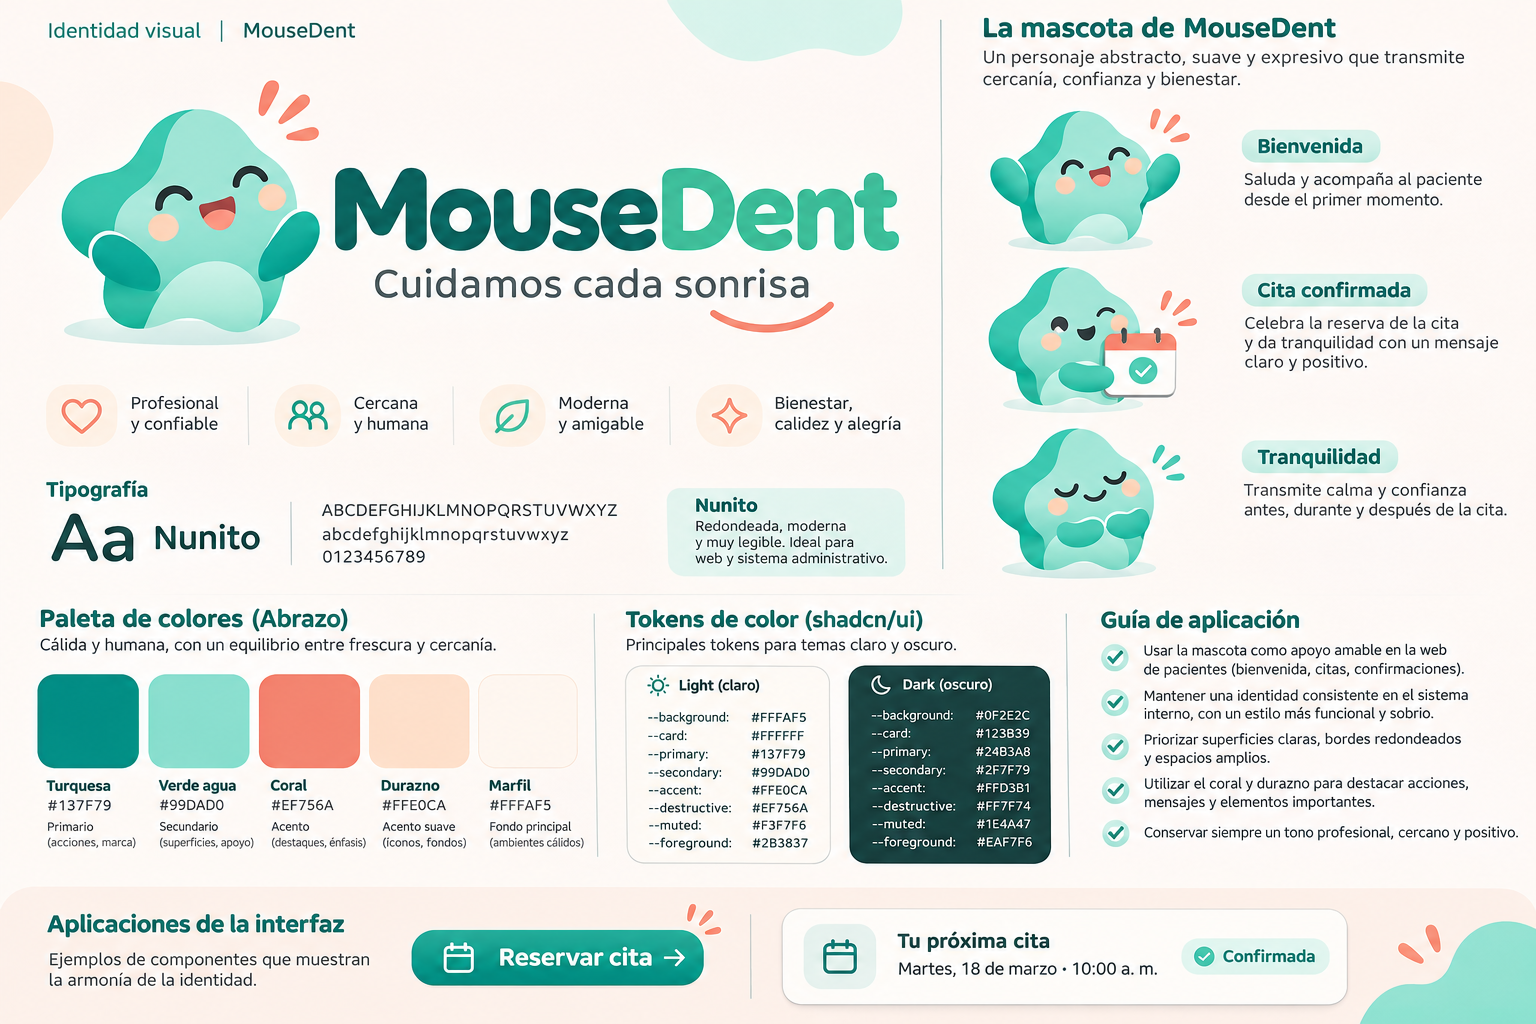 Identidad visual | MouseDent
MouseDent
Cuidamos cada sonrisa
Profesional
y confiable
Cercana
y humana
Moderna
y amigable
Bienestar,
calidez y alegría
Tipografía
Aa Nunito
ABCDEFGHIJKLMNOPQRSTUVWXYZ
abcdefghijklmnopqrstuvwxyz
0123456789
Nunito
Redondeada, moderna
y muy legible. Ideal para
web y sistema administrativo.
La mascota de MouseDent
Un personaje abstracto, suave y expresivo que transmite
cercanía, confianza y bienestar.
Bienvenida
Saluda y acompaña al paciente
desde el primer momento.
Cita confirmada
Celebra la reserva de la cita
y da tranquilidad con un mensaje
claro y positivo.
Tranquilidad
Transmite calma y confianza
antes, durante y después de la cita.
Paleta de colores (Abrazo)
Cálida y humana, con un equilibrio entre frescura y cercanía.
Turquesa
#137F79
Primario
(acciones, marca)
Verde agua
#99DAD0
Secundario
(superficies, apoyo)
Coral
#EF756A
Acento
(destaques, énfasis)
Durazno
#FFE0CA
Acento suave
(íconos, fondos)
Marfil
#FFFAF5
Fondo principal
(ambientes cálidos)
Tokens de color (shadcn/ui)
Principales tokens para temas claro y oscuro.
Light (claro)
--background: #FFFAF5
--card: #FFFFFF
--primary: #137F79
--secondary: #99DAD0
--accent: #FFE0CA
--destructive: #EF756A
--muted: #F3F7F6
--foreground: #2B3837
Dark (oscuro)
--background: #0F2E2C
--card: #123B39
--primary: #24B3A8
--secondary: #2F7F79
--accent: #FFD3B1
--destructive: #FF7F74
--muted: #1E4A47
--foreground: #EAF7F6
Guía de aplicación
Usar la mascota como apoyo amable en la web
de pacientes (bienvenida, citas, confirmaciones).
Mantener una identidad consistente en el sistema
interno, con un estilo más funcional y sobrio.
Priorizar superficies claras, bordes redondeados
y espacios amplios.
Utilizar el coral y durazno para destacar acciones,
mensajes y elementos importantes.
Conservar siempre un tono profesional, cercano y positivo.
Aplicaciones de la interfaz
Ejemplos de componentes que muestran
la armonía de la identidad.
Reservar cita →
Tu próxima cita
Martes, 18 de marzo • 10:00 a. m.
Confirmada